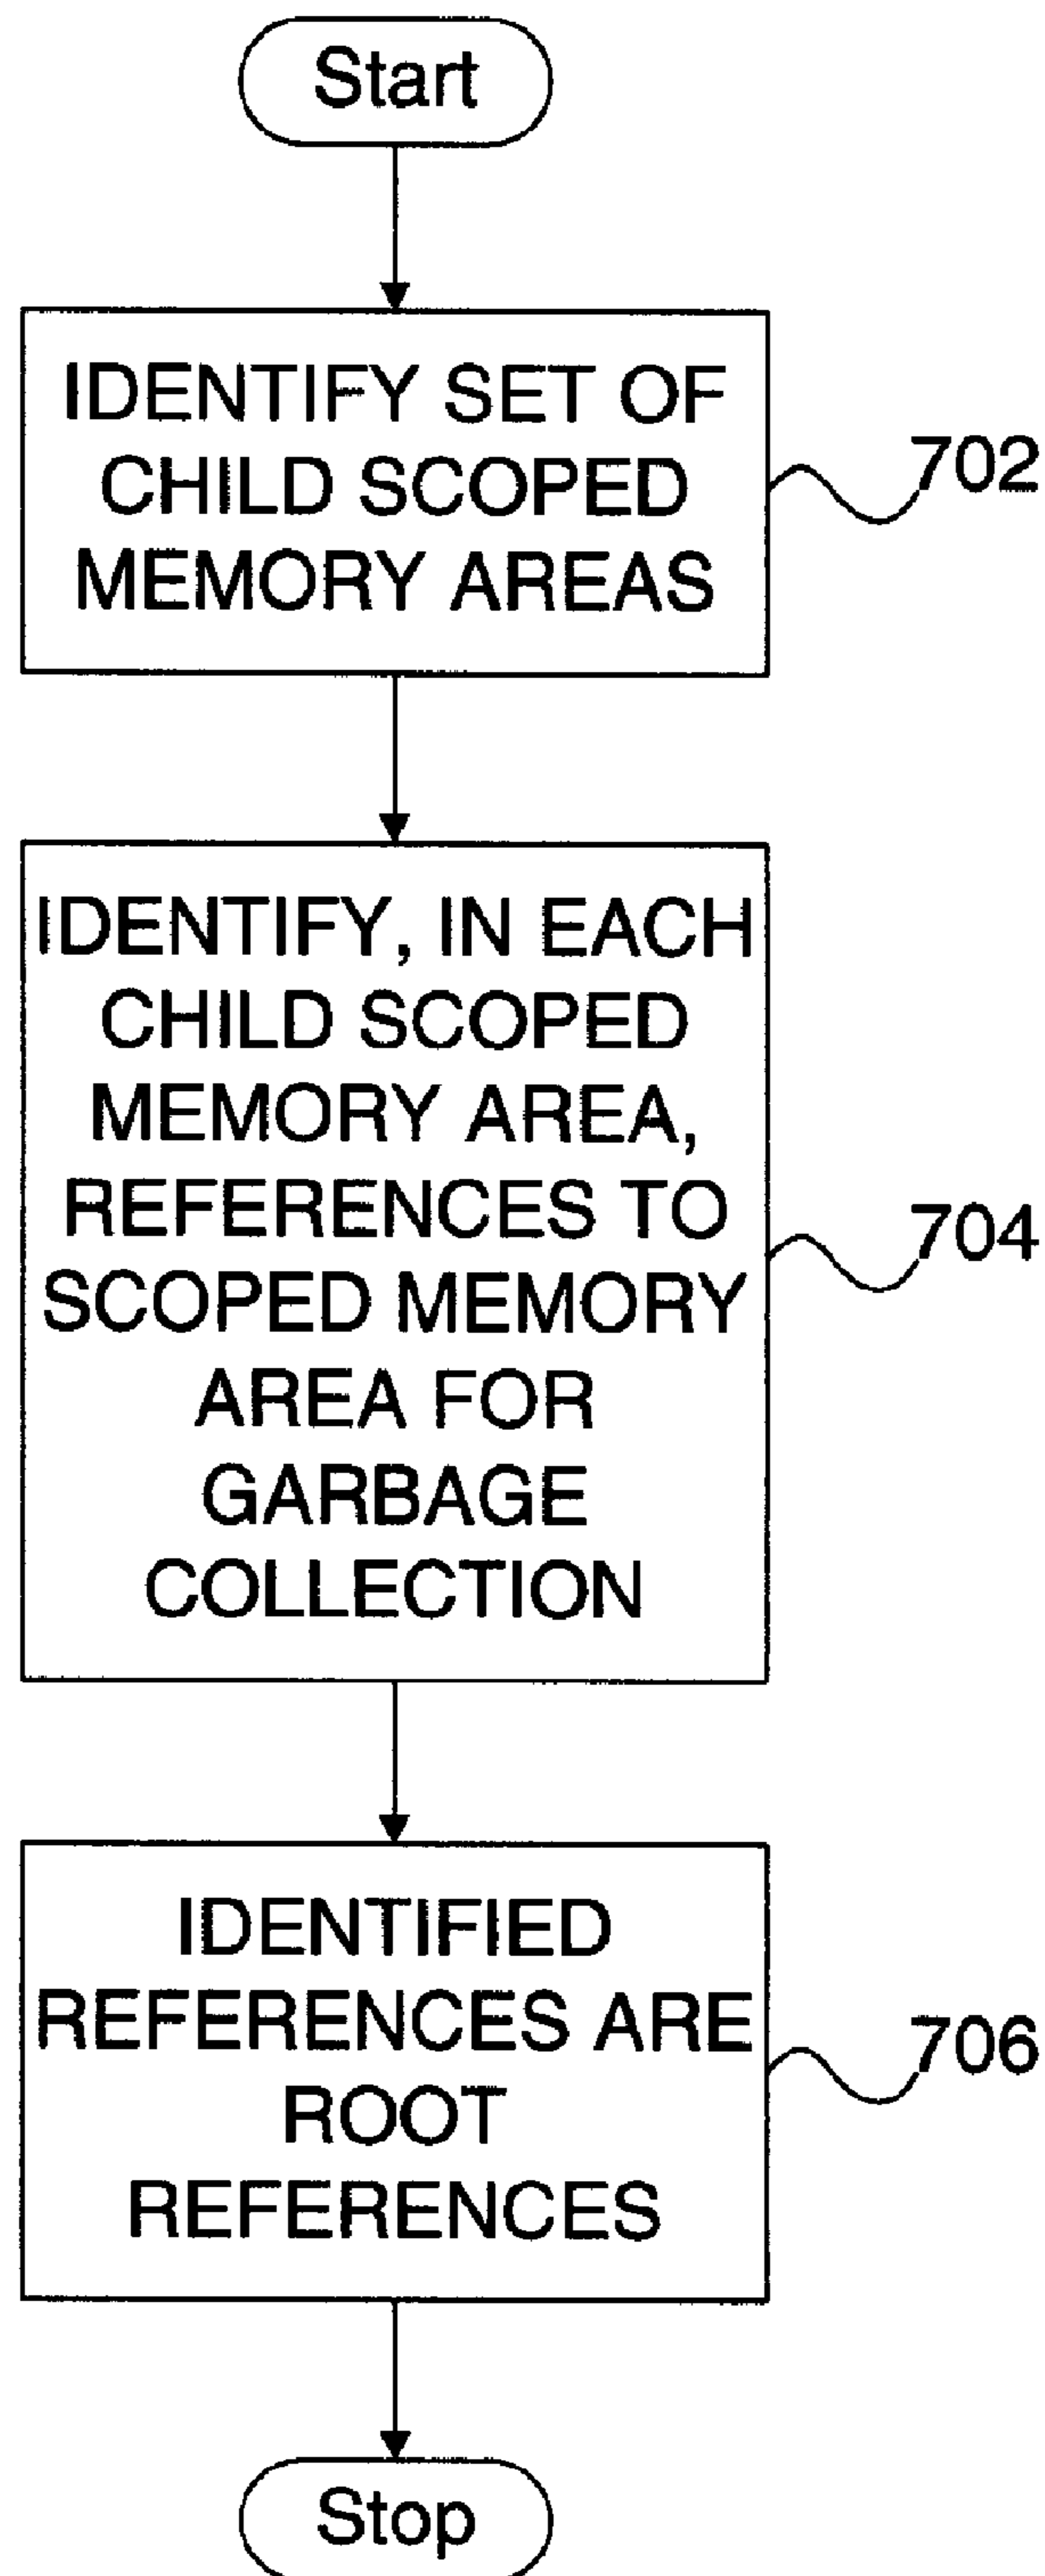 Start
IDENTIFY SET OF
CHILD SCOPED
MEMORY AREAS
702
IDENTIFY, IN EACH
CHILD SCOPED
MEMORY AREA,
REFERENCES TO
SCOPED MEMORY
AREA FOR
GARBAGE
COLLECTION
704
IDENTIFIED
REFERENCES ARE
ROOT
REFERENCES
706
Stop